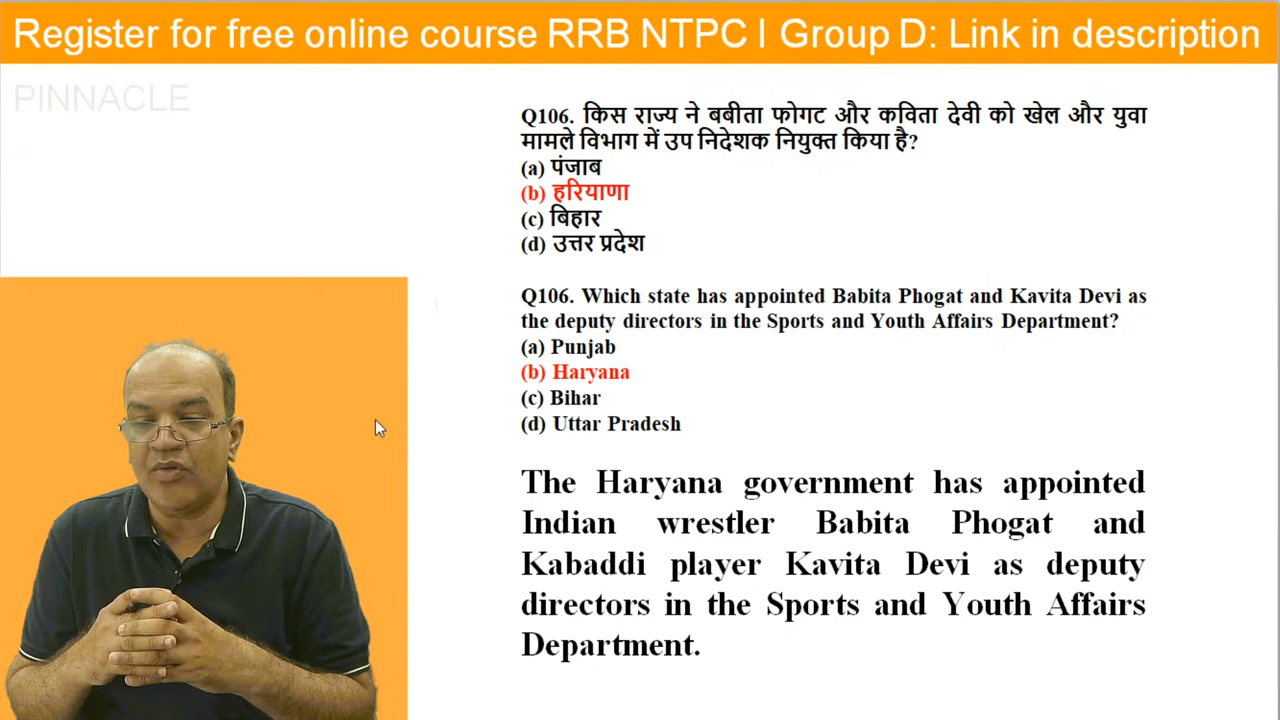 Register for free online course RRB NTPC I Group D: Link in description
PINNACLE
Q106. किस राज्य ने बबीता फोगट और कविता देवी को खेल और युवा
मामले विभाग में उप निदेशक नियुक्त किया है?
(a) पंजाब
(b) हरियाणा
(c) बिहार
(d) उत्तर प्रदेश
Q106. Which state has appointed Babita Phogat and Kavita Devi as
the deputy directors in the Sports and Youth Affairs Department?
(a) Punjab
(b) Haryana
(c) Bihar
(d) Uttar Pradesh
The Haryana government has appointed
Indian wrestler Babita Phogat and
Kabaddi player Kavita Devi as deputy
directors in the Sports and Youth Affairs
Department.